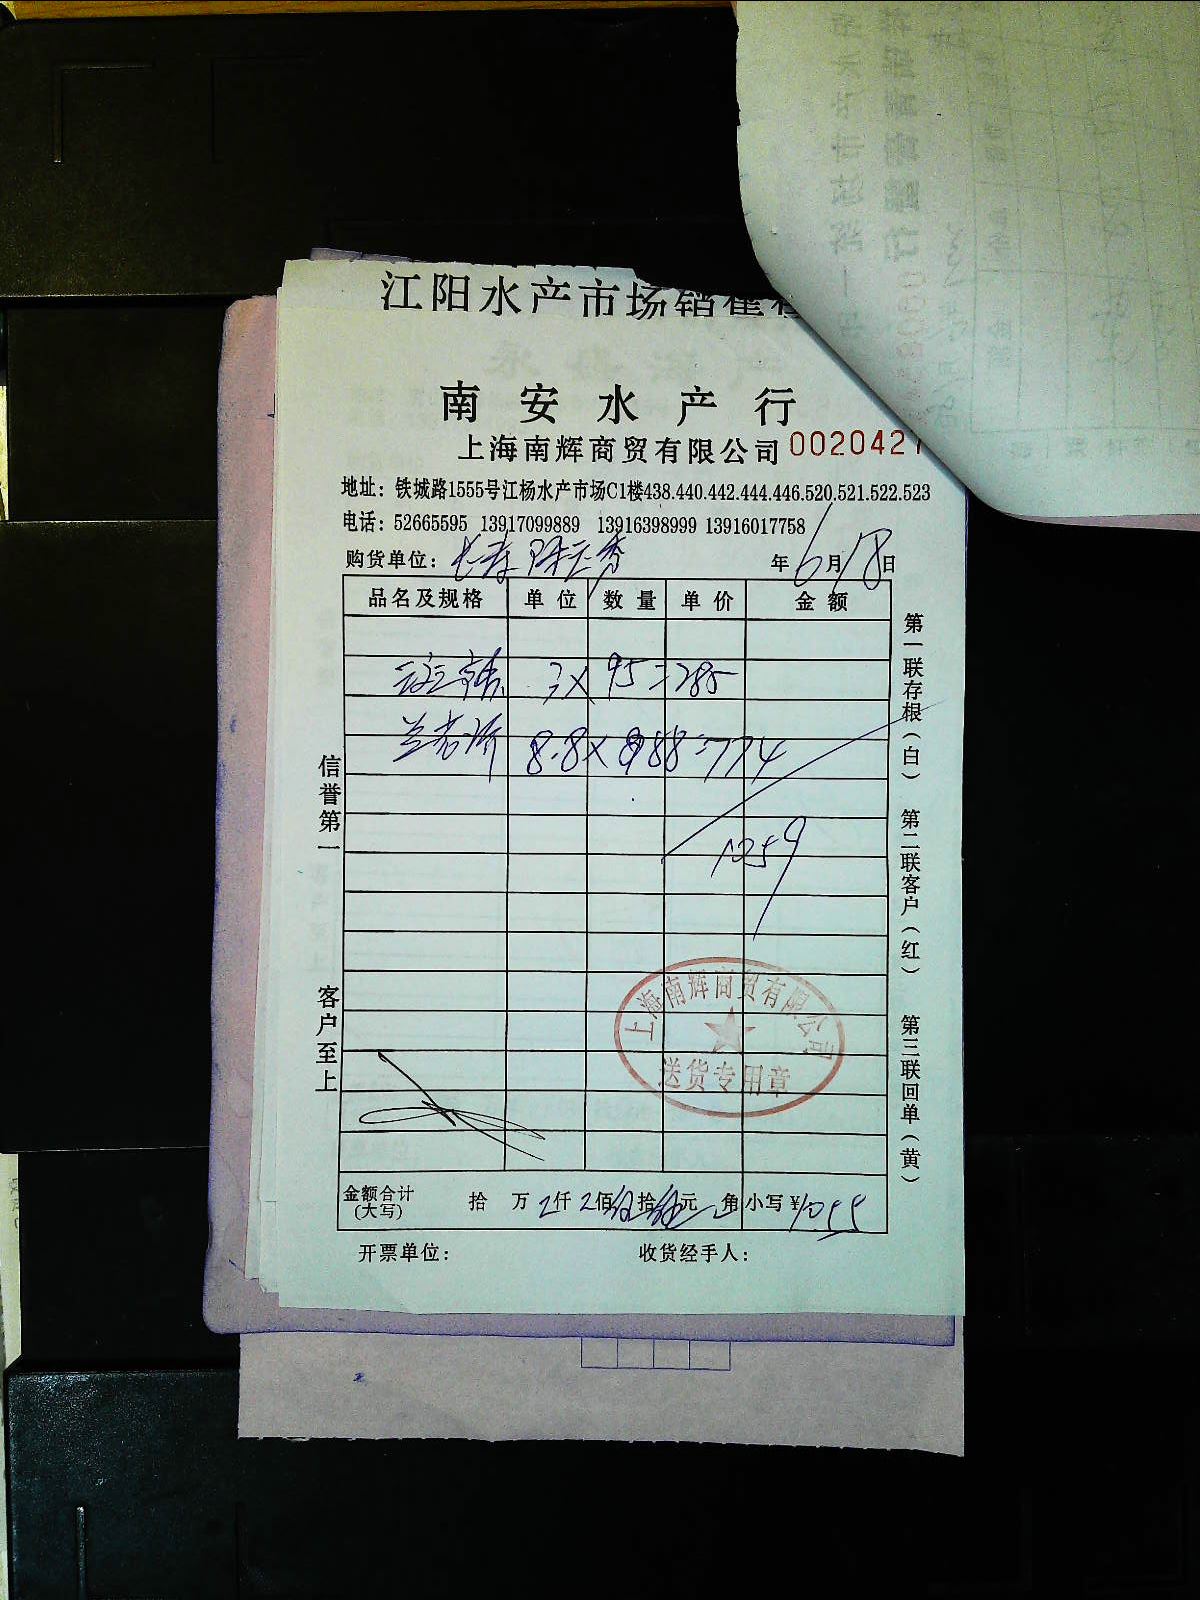 江阳水产市场销售
南安水产行
上海南辉商贸有限公司 002042
地址：铁城路1555号江杨水产市场C1楼438.440.442.444.446.520.521.522.523
电话：52665595 13917099889 13916398999 13916017758
购货单位： 年6月18日
品名及规格 单位 数量 单价 金额
3× 95=285
8.8× 88=774
1059
信誉第一 客户至上
第一联存根（白） 第二联客户（红） 第三联回单（黄）
上海南辉商贸有限公司
送货专用章
金额合计(大写) 拾 万 仟 佰 拾 元 角 小写¥1055
开票单位： 收货经手人：